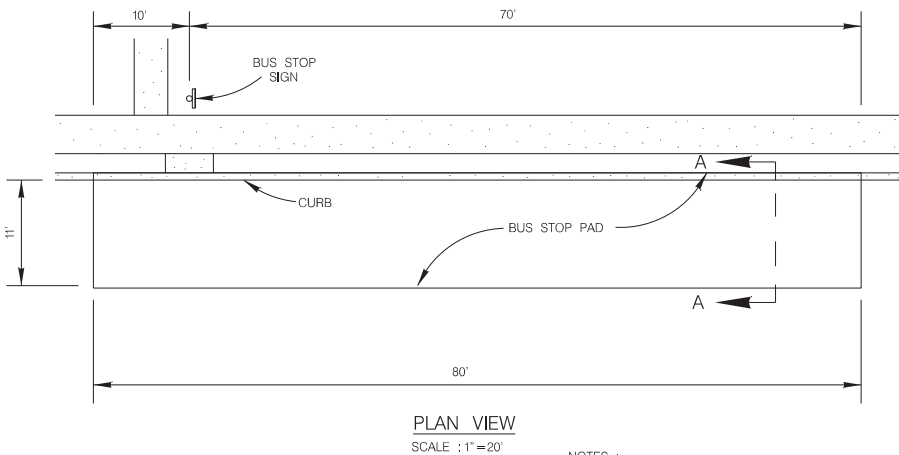 10'
70'
BUS STOP
SIGN
A
CURB
11'
BUS STOP PAD
A
80'
PLAN VIEW
SCALE : 1" = 20'
NOTES :